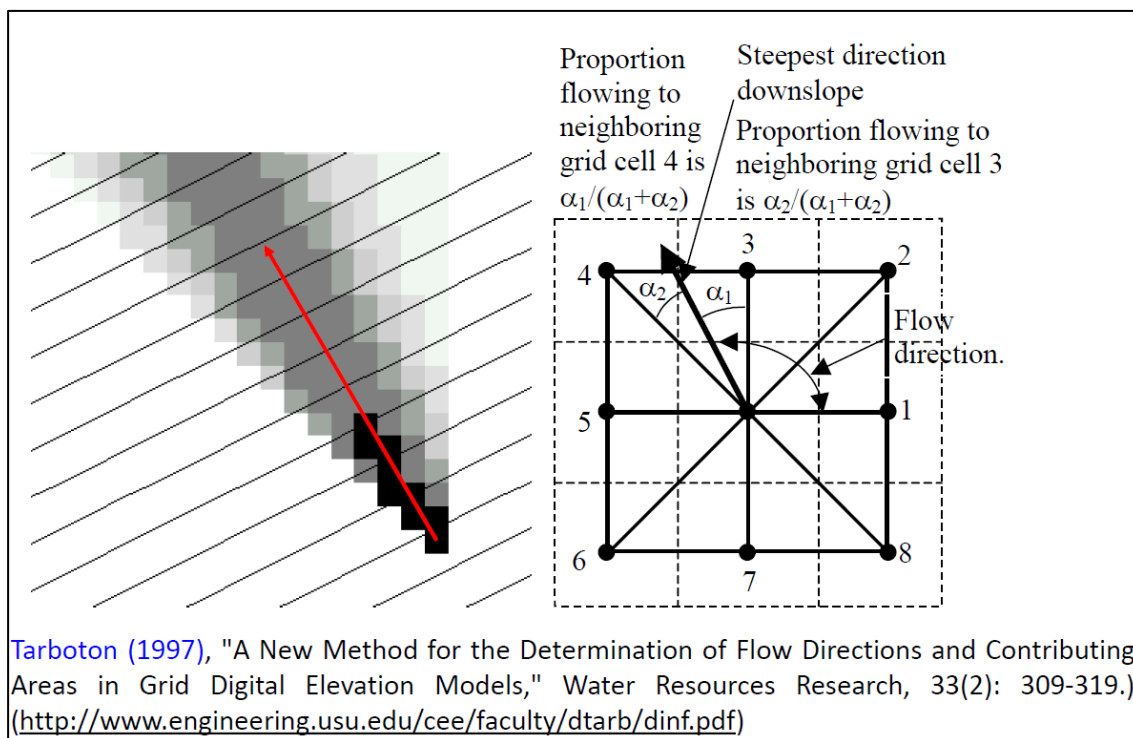 Proportion
flowing to
neighboring
grid cell 4 is
α1/(α1+α2)
Steepest direction
downslope
Proportion flowing to
neighboring grid cell 3
is α2/(α1+α2)
3
2
4
α2
α1
Flow
direction.
5
1
6
7
8
Tarboton (1997), "A New Method for the Determination of Flow Directions and Contributing
Areas in Grid Digital Elevation Models," Water Resources Research, 33(2): 309-319.)
(http://www.engineering.usu.edu/cee/faculty/dtarb/dinf.pdf)